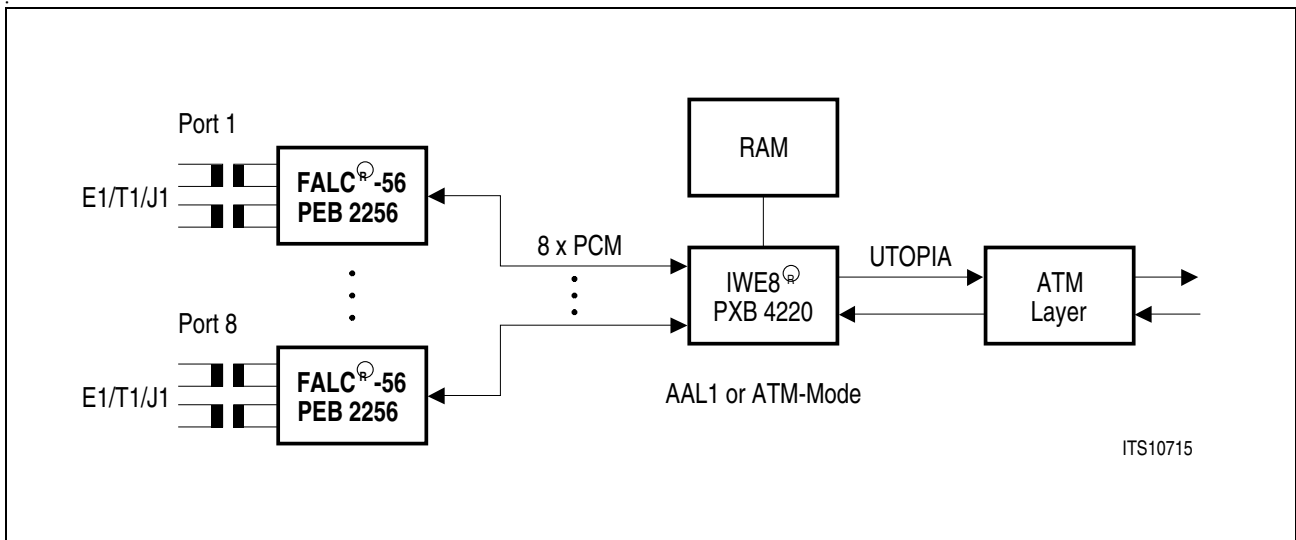 Port 1
E1/T1/J1
FALC®-56
PEB 2256
Port 8
E1/T1/J1
FALC®-56
PEB 2256
8 x PCM
RAM
IWE8®
PXB 4220
AAL1 or ATM-Mode
UTOPIA
ATM
Layer
ITS10715